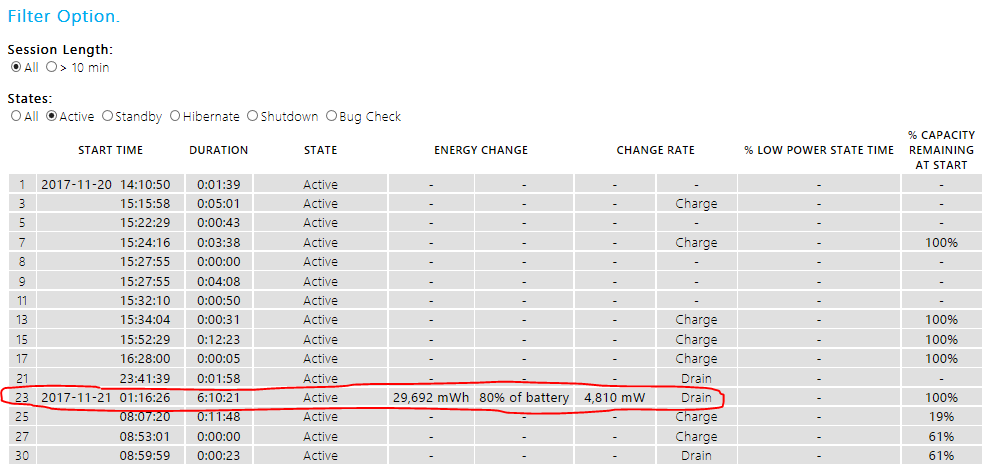 Filter Option.
Session Length:
All > 10 min
States:
All Active Standby Hibernate Shutdown Bug Check
START TIME DURATION STATE ENERGY CHANGE CHANGE RATE % LOW POWER STATE TIME % CAPACITY REMAINING AT START
1 2017-11-20 14:10:50 0:01:39 Active - - - - - -
3 15:15:58 0:05:01 Active - - - Charge - -
5 15:22:29 0:00:43 Active - - - - - -
7 15:24:16 0:03:38 Active - - - Charge - 100%
8 15:27:55 0:00:00 Active - - - - - -
9 15:27:55 0:04:08 Active - - - - - -
11 15:32:10 0:00:50 Active - - - - - -
13 15:34:04 0:00:31 Active - - - Charge - 100%
15 15:52:29 0:12:23 Active - - - Charge - 100%
17 16:28:00 0:00:05 Active - - - Charge - 100%
21 23:41:39 0:01:58 Active - - - Drain - -
23 2017-11-21 01:16:26 6:10:21 Active 29,692 mWh 80% of battery 4,810 mW Drain - 100%
25 08:07:20 0:11:48 Active - - - Charge - 19%
27 08:53:01 0:00:00 Active - - - Charge - 61%
30 08:59:59 0:00:23 Active - - - Drain - 61%